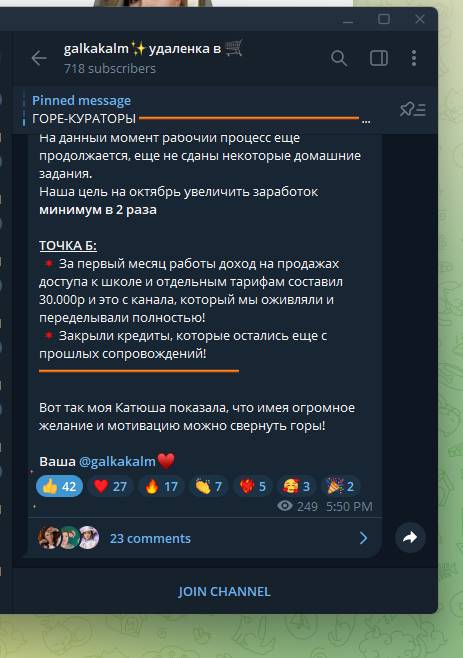 galkakalm✨удаленка в 🛒
718 subscribers
Pinned message
ГОРЕ-КУРАТОРЫ ...
На данный момент рабочий процесс еще
продолжается, еще не сданы некоторые домашние
задания.
Наша цель на октябрь увеличить заработок
минимум в 2 раза
ТОЧКА Б:
За первый месяц работы доход на продажах
доступа к школе и отдельным тарифам составил
30.000р и это с канала, который мы оживляли и
переделывали полностью!
Закрыли кредиты, которые остались еще с
прошлых сопровождений!
Вот так моя Катюша показала, что имея огромное
желание и мотивацию можно свернуть горы!
Ваша @galkakalm❤️
👍 42 ❤️ 27 🔥 17 👏 7 ❤️‍🔥 5 🥰 3 🎉 2
249 5:50 PM
23 comments
JOIN CHANNEL